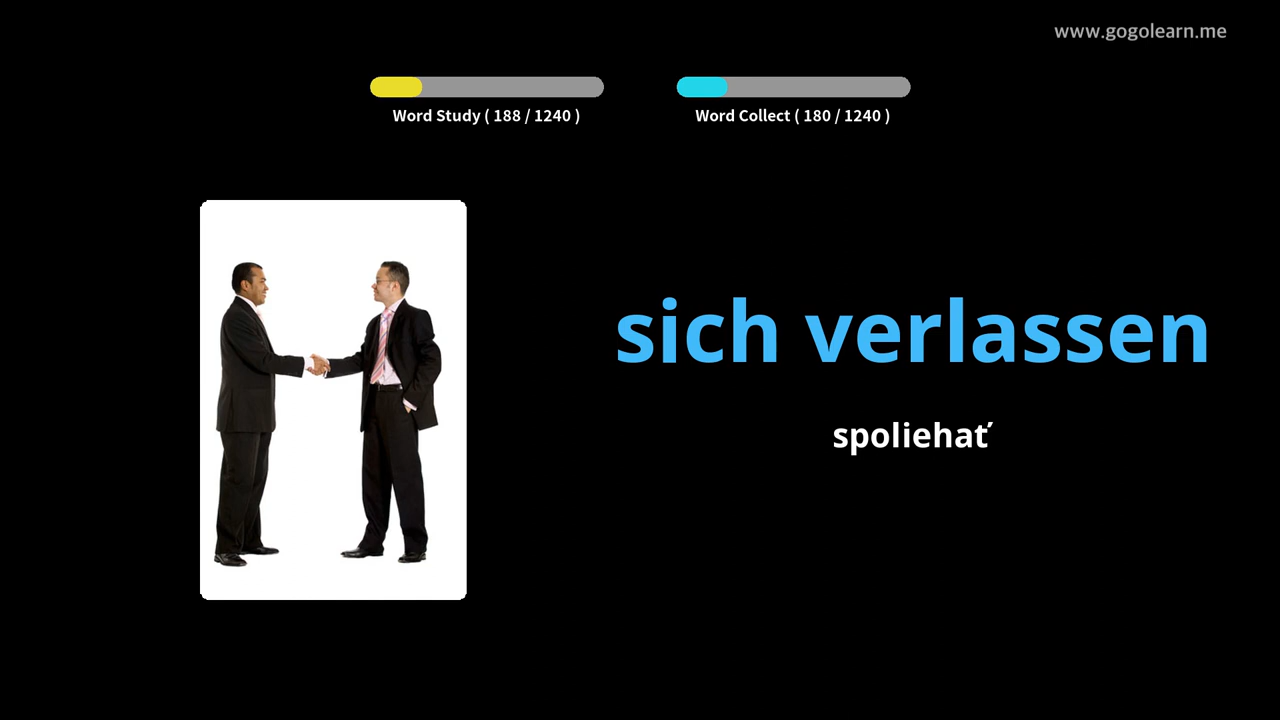 www.gogolearn.me
Word Study ( 188 / 1240 )
Word Collect ( 180 / 1240 )
sich verlassen
spoliehať